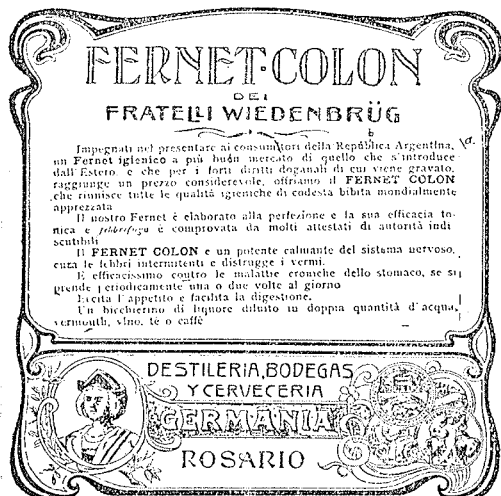 FERNET-COLON
DEI
FRATELLI WIEDENBRÜG
Impegnati nel presentare ai consumitori della República Argentina,
un Fernet igienico a più buon mercato di quello che s'introduce
dall'Estero, e che per i forti diritti doganali di cui viene gravato,
raggiunge un prezzo considerevole, offriamo il FERNET COLON
che riunisce tutte le qualità igieniche di codesta bibita mondialmente
apprezzata
Il nostro Fernet è elaborato alla perfezione e la sua efficacia to-
nica e febbrifuga è comprovata da molti attestati di autorità indi
scutibili
Il FERNET COLON e un potente calmante del sistema nervoso,
cura le febbri intermitenti e distrugge i vermi.
E efficacissimo contro le malattie croniche dello stomaco, se si
prende periodicamente una o due volte al giorno
Eccita l'appetito e facilita la digestione.
Un bicchierino di liquore diluito in doppia quantità d'acqua,
vermouth, vino, tè o caffè
DESTILERIA, BODEGAS
Y CERVECERIA
GERMANIA
ROSARIO